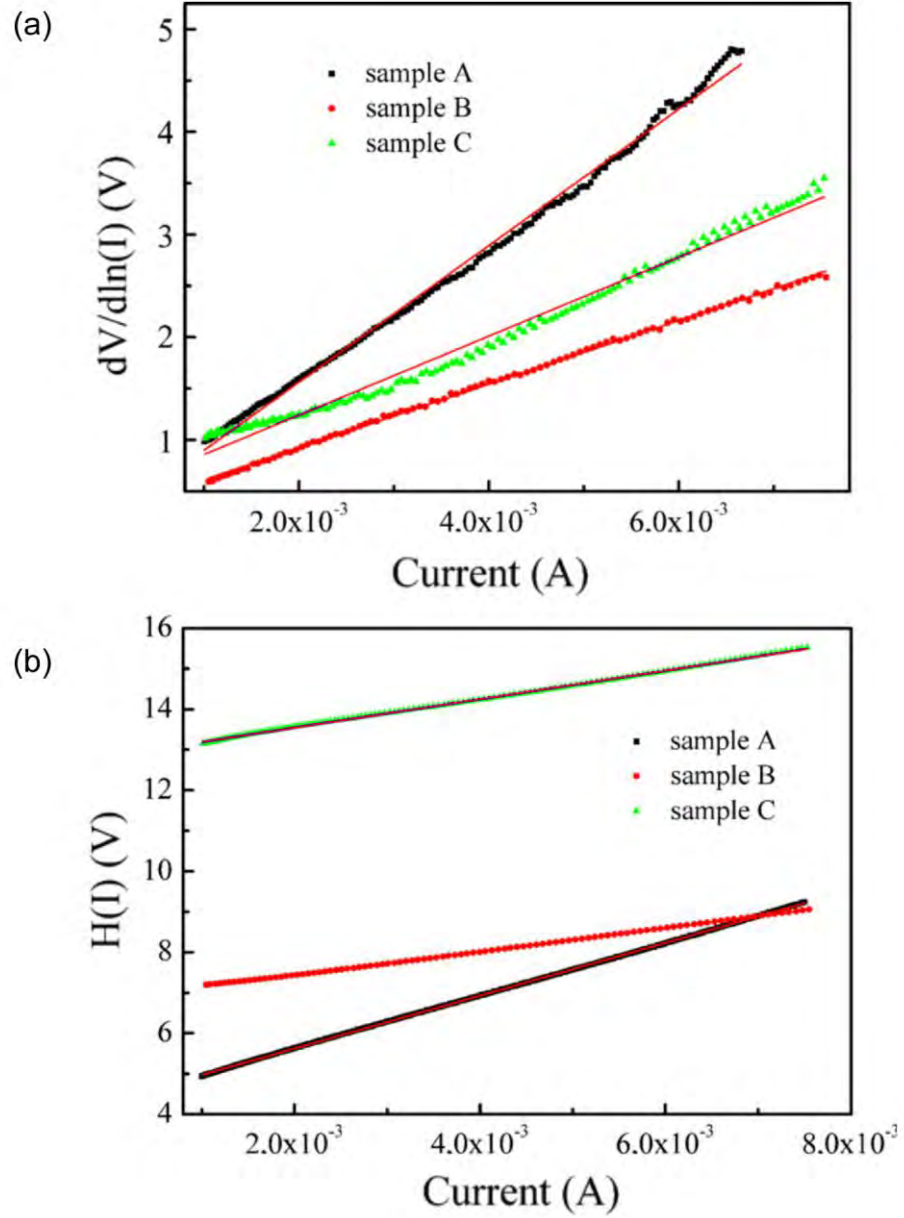 (a)
dV/dln(I) (V)
5
4
3
2
1
sample A
sample B
sample C
2.0x10⁻³ 4.0x10⁻³ 6.0x10⁻³
Current (A)
(b)
H(I) (V)
16
14
12
10
8
6
4
sample A
sample B
sample C
2.0x10⁻³ 4.0x10⁻³ 6.0x10⁻³ 8.0x10⁻³
Current (A)